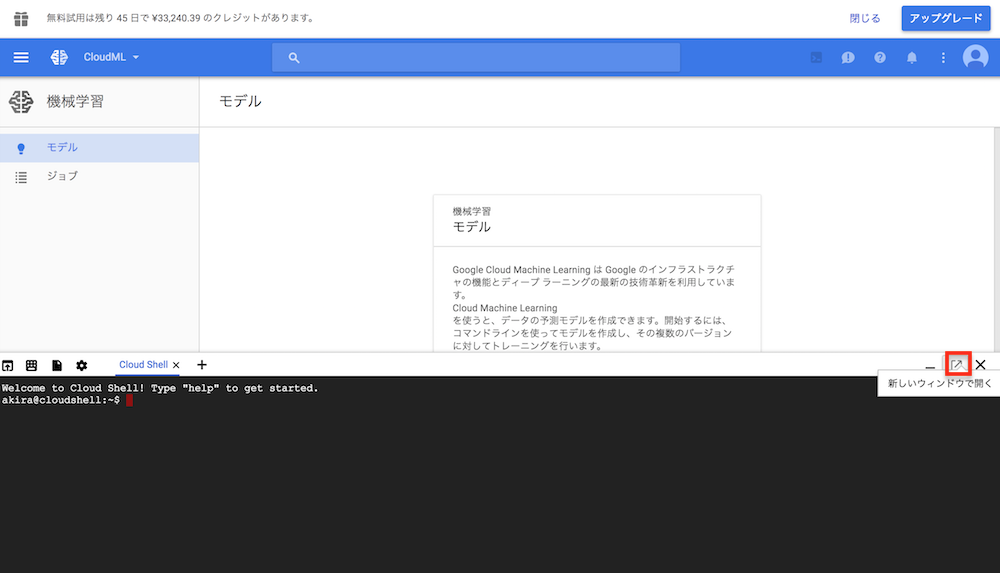 無料試用は残り 45 日で ¥33,240.39 のクレジットがあります。
閉じる
アップグレード
CloudML
機械学習
モデル
モデル
ジョブ
機械学習
モデル
Google Cloud Machine Learning は Google のインフラストラクチ
ャの機能とディープ ラーニングの最新の技術革新を利用していま
す。
Cloud Machine Learning
を使うと、データの予測モデルを作成できます。開始するには、
コマンドラインを使ってモデルを作成し、その複数のバージョン
に対してトレーニングを行います。
Cloud Shell
新しいウィンドウで開く
Welcome to Cloud Shell! Type "help" to get started.
akira@cloudshell:~$